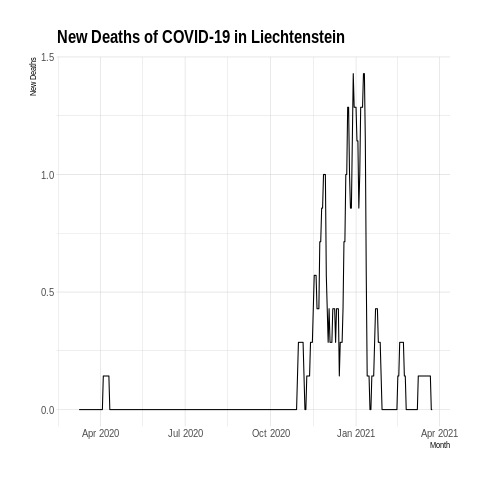 New Deaths of COVID-19 in Liechtenstein
New Deaths
1.5
1.0
0.5
0.0
Apr 2020 Jul 2020 Oct 2020 Jan 2021 Apr 2021
Month